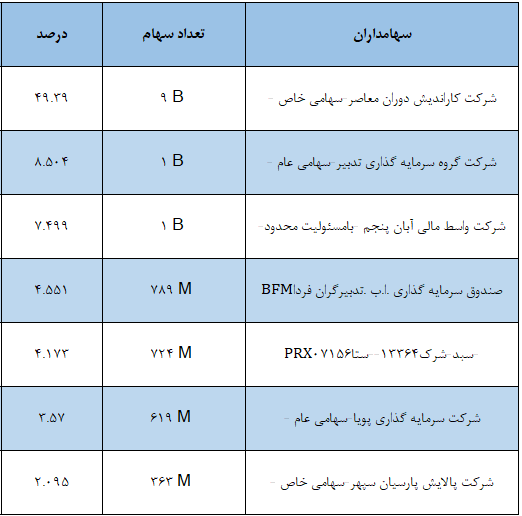 سهامداران تعداد سهام درصد
شرکت کاراندیش دوران معاصر-سهامی خاص - ۹ B ۴۹.۳۹
شرکت گروه سرمایه گذاری تدبیر-سهامی عام - ۱ B ۸.۵۰۴
شرکت واسط مالی آبان پنجم -بامسئولیت محدود- ۱ B ۷.۴۹۹
صندوق سرمایه گذاری .ا.ب .تدبیرگران فرداBFM ۷۸۹ M ۴.۵۵۱
-سبد-شرک۱۳۳۶۴--ستاPRX۰۷۱۵۶ ۷۲۴ M ۴.۱۷۳
شرکت سرمایه گذاری پویا-سهامی عام - ۶۱۹ M ۳.۵۷
شرکت پالایش پارسیان سپهر-سهامی خاص - ۳۶۳ M ۲.۰۹۵